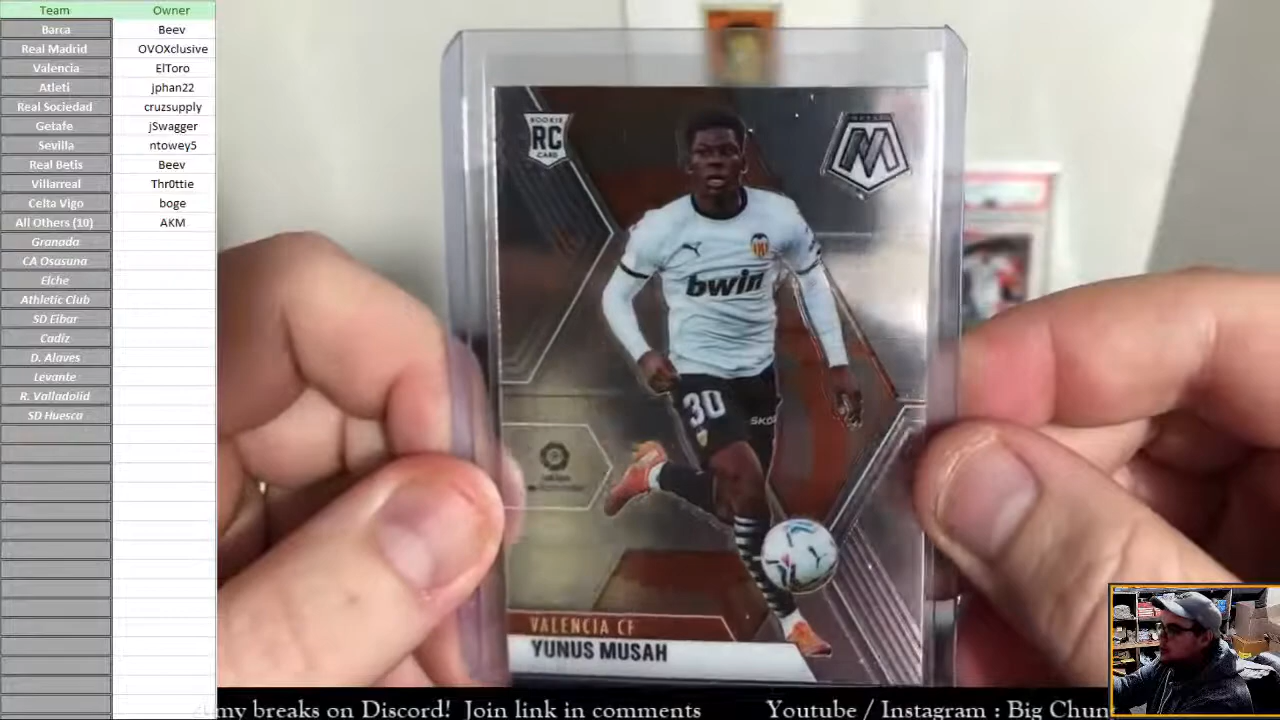 Team Owner
Barca Beev
Real Madrid OVOXclusive
Valencia ElToro
Atleti jphan22
Real Sociedad cruzsupply
Getafe jSwagger
Sevilla ntowey5
Real Betis Beev
Villarreal Thr0ttie
Celta Vigo boge
All Others (10) AKM
Granada
CA Osasuna
Elche
Athletic Club
SD Eibar
Cadiz
D. Alaves
Levante
R. Valladolid
SD Huesca
ROOKIE
RC
CARD
M
bwin
30
SKO
VALENCIA CF
YUNUS MUSAH
my breaks on Discord! Join link in comments Youtube / Instagram : Big Chun